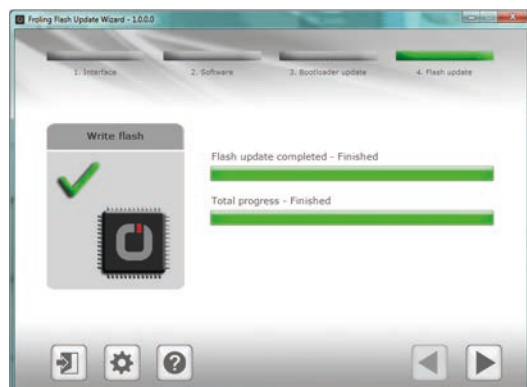 Froling Flash Update Wizard - 1.0.0.0
1. Interface
2. Software
3. Bootloader update
4. Flash update
Write flash
Flash update completed - Finished
Total progress - Finished
?